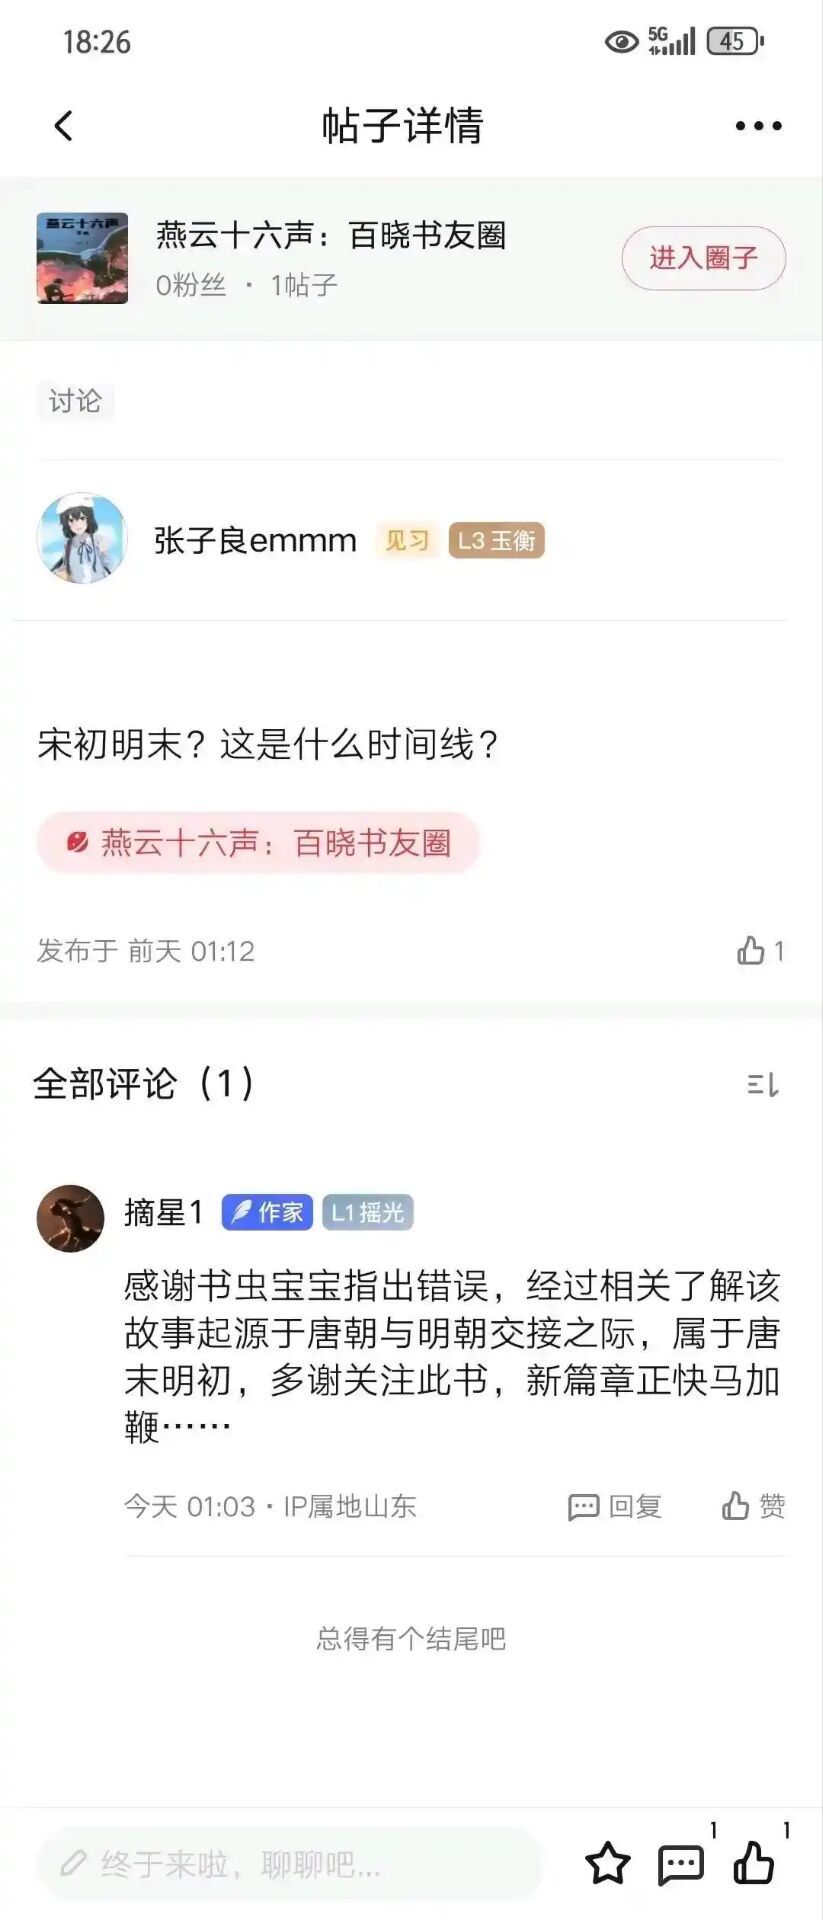 18:26
5G
45
帖子详情
燕云十六声
燕云十六声：百晓书友圈
0粉丝 · 1帖子
进入圈子
讨论
张子良emmm 见习 L3 玉衡
宋初明末？这是什么时间线？
燕云十六声：百晓书友圈
发布于 前天 01:12
1
全部评论（1）
摘星1 作家 L1 摇光
感谢书虫宝宝指出错误，经过相关了解该
故事起源于唐朝与明朝交接之际，属于唐
末明初，多谢关注此书，新篇章正快马加
鞭……
今天 01:03 · IP属地山东 回复 赞
总得有个结尾吧
终于来啦，聊聊吧...
1
1